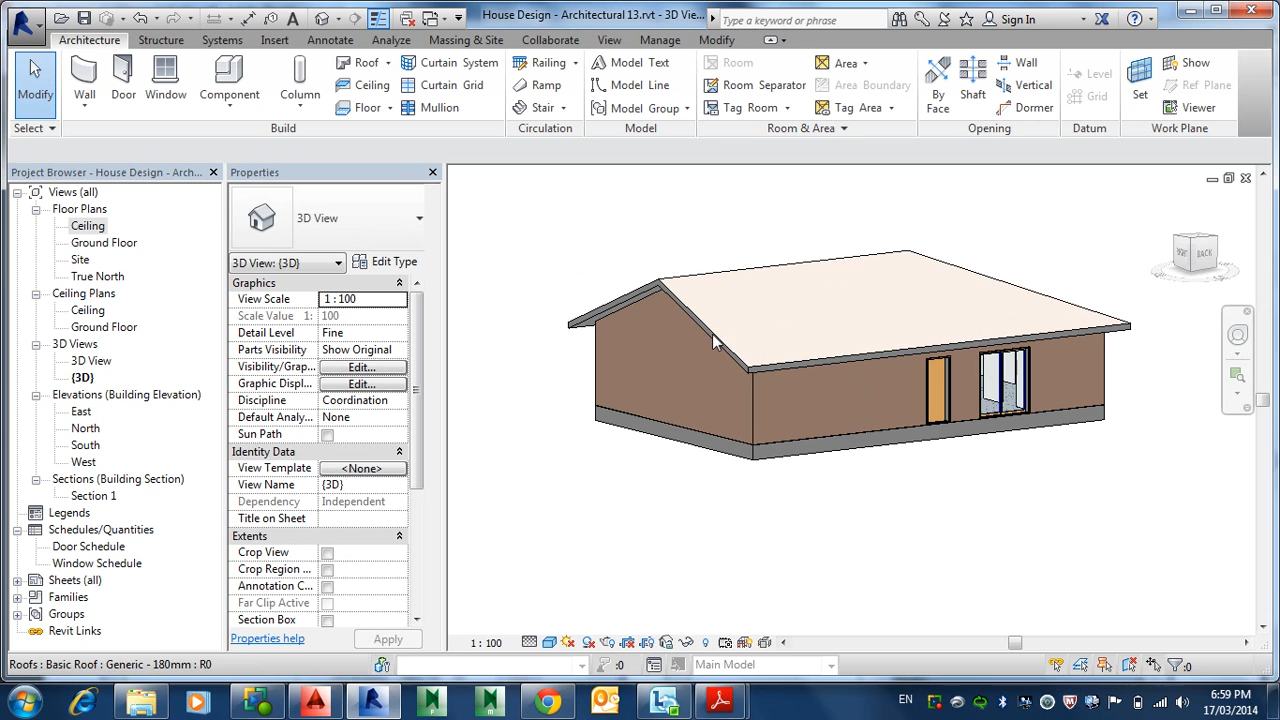 House Design - Architectural 13.rvt - 3D Vie...
Type a keyword or phrase
Sign In
Architecture Structure Systems Insert Annotate Analyze Massing & Site Collaborate View Manage Modify
Modify
Wall
Door
Window
Component
Column
Roof
Ceiling
Floor
Curtain System
Curtain Grid
Mullion
Railing
Ramp
Stair
Model Text
Model Line
Model Group
Room
Room Separator
Tag Room
Area
Area Boundary
Tag Area
By
Face
Shaft
Wall
Vertical
Dormer
Level
Grid
Set
Show
Ref Plane
Viewer
Select Build Circulation Model Room & Area Opening Datum Work Plane
Project Browser - House Design - Arch...
Views (all)
Floor Plans
Ceiling
Ground Floor
Site
True North
Ceiling Plans
Ceiling
Ground Floor
3D Views
3D View
{3D}
Elevations (Building Elevation)
East
North
South
West
Sections (Building Section)
Section 1
Legends
Schedules/Quantities
Door Schedule
Window Schedule
Sheets (all)
Families
Groups
Revit Links
Properties
3D View
3D View: {3D} Edit Type
Graphics
View Scale 1 : 100
Scale Value 1: 100
Detail Level Fine
Parts Visibility Show Original
Visibility/Grap... Edit...
Graphic Displ... Edit...
Discipline Coordination
Default Analy... None
Sun Path
Identity Data
View Template <None>
View Name {3D}
Dependency Independent
Title on Sheet
Extents
Crop View
Crop Region ...
Annotation C...
Far Clip Active
Section Box
Properties help Apply
BACK
1 : 100
Roofs : Basic Roof : Generic - 180mm : R0
:0
Main Model
:0
EN
6:59 PM
17/03/2014